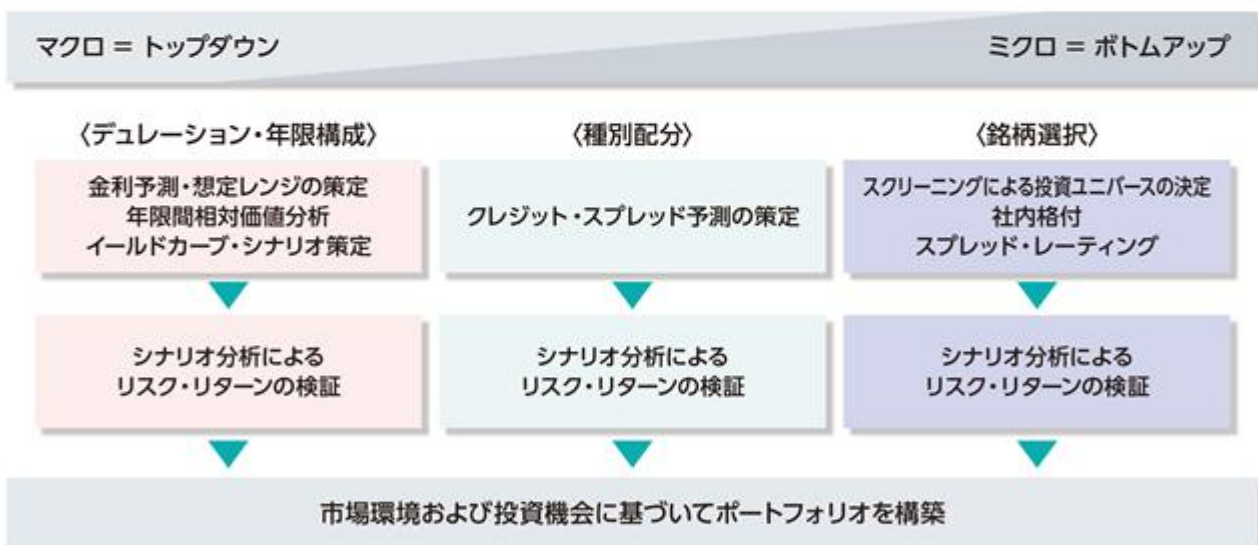 マクロ = トップダウン
ミクロ = ボトムアップ
〈デュレーション・年限構成〉
金利予測・想定レンジの策定
年限間相対価値分析
イールドカーブ・シナリオ策定
シナリオ分析による
リスク・リターンの検証
〈種別配分〉
クレジット・スプレッド予測の策定
シナリオ分析による
リスク・リターンの検証
〈銘柄選択〉
スクリーニングによる投資ユニバースの決定
社内格付
スプレッド・レーティング
シナリオ分析による
リスク・リターンの検証
市場環境および投資機会に基づいてポートフォリオを構築